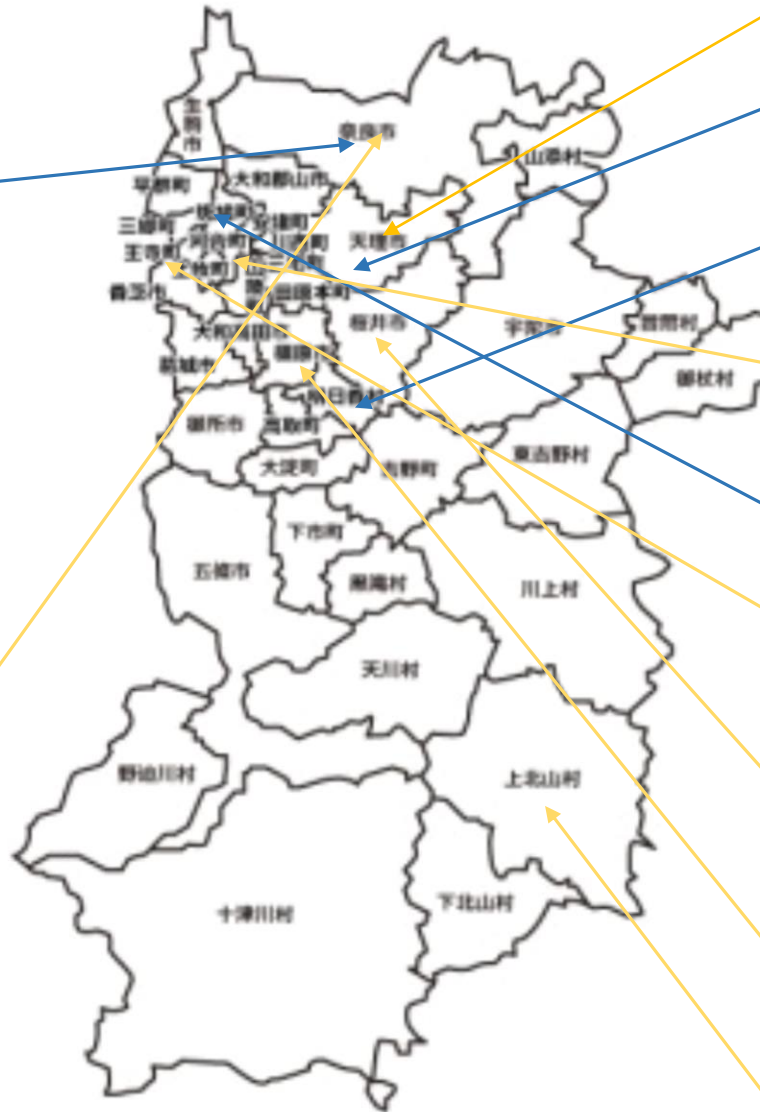 生駒市
奈良市
山添村
平群町
大和郡山市
斑鳩町
安堵町
三郷町
河合町
川西町
天理市
王寺町
三宅町
香芝市
田原本町
桜井市
宇陀市
曽爾村
大和高田市
橿原市
葛城市
御杖村
明日香村
御所市
高取町
大淀町
吉野町
東吉野村
下市町
五條市
黒滝村
川上村
天川村
野迫川村
上北山村
下北山村
十津川村